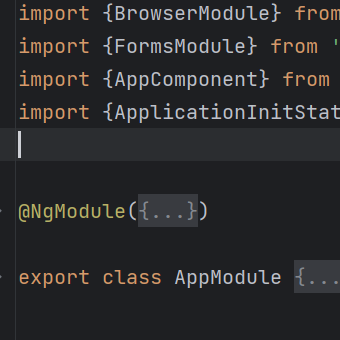 import {BrowserModule} from
import {FormsModule} from '
import {AppComponent} from
import {ApplicationInitStat
@NgModule({...})
export class AppModule {...